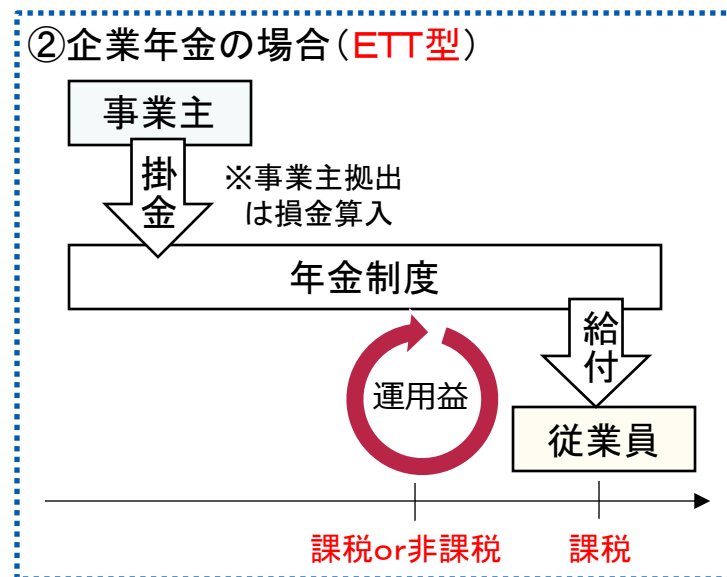 ②企業年金の場合(ETT型)
事業主
掛金
※事業主拠出
は損金算入
年金制度
給付
運用益
従業員
課税or非課税
課税